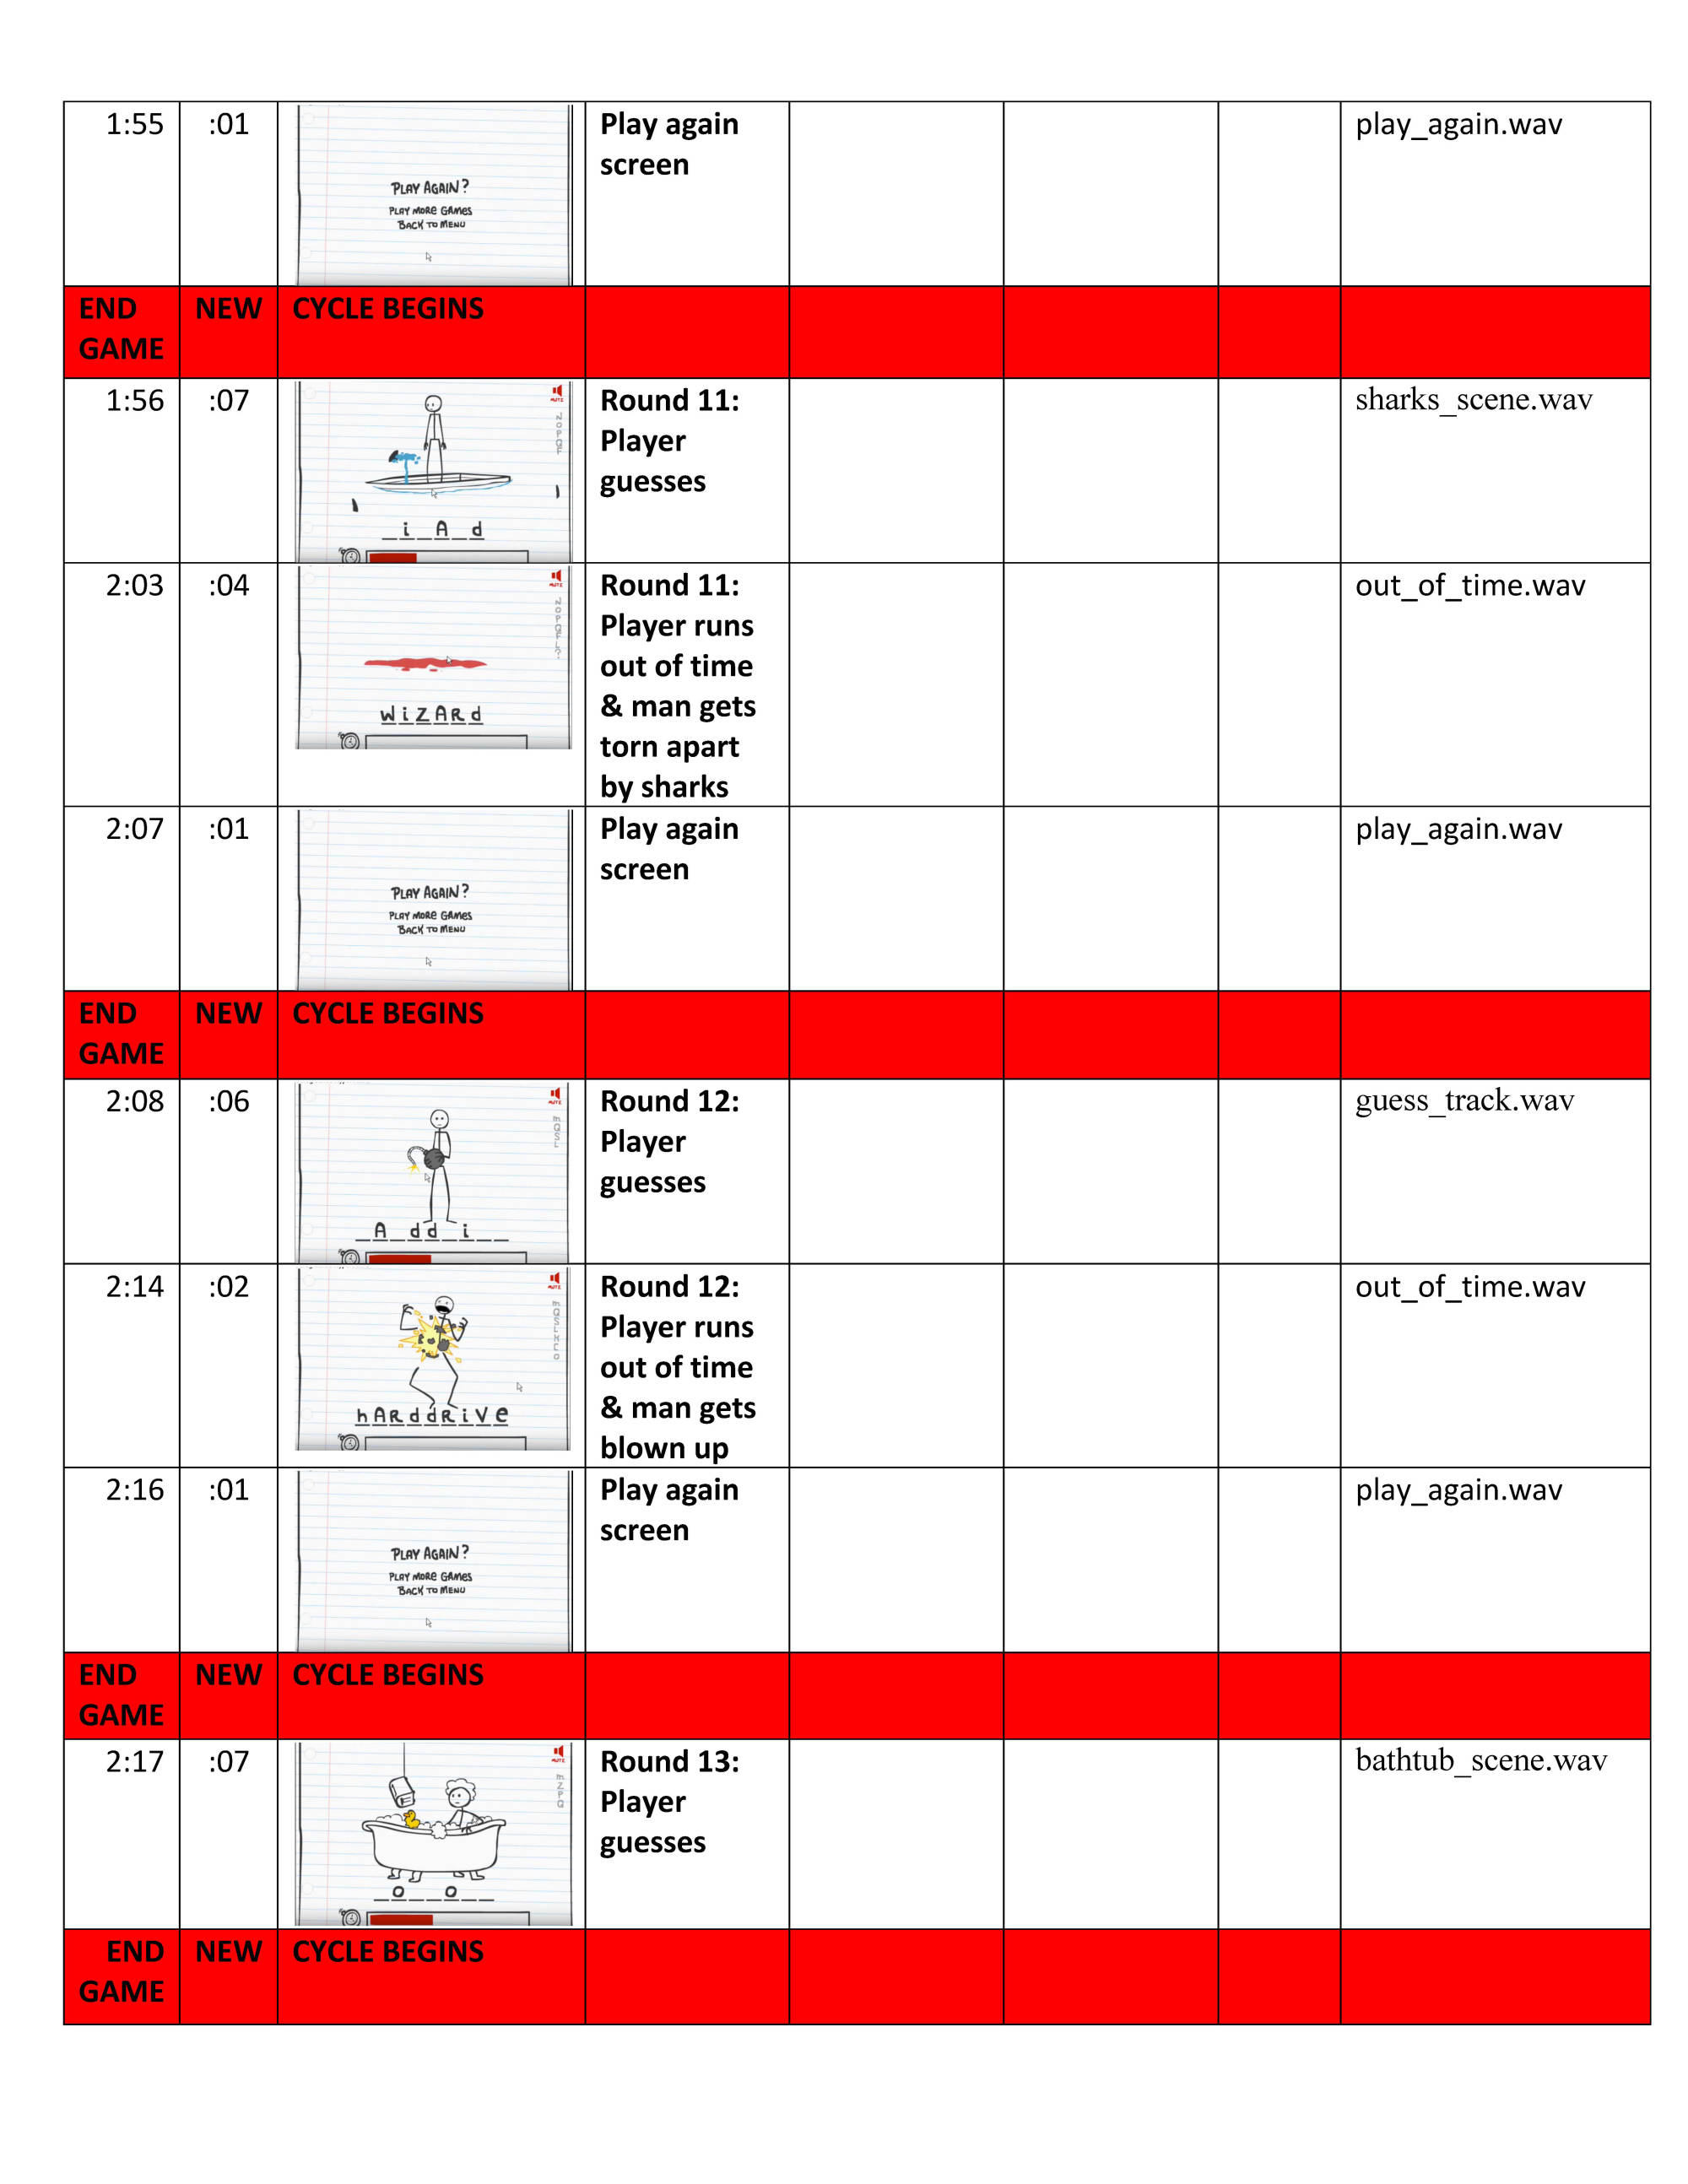 1:55 :01 Play again play_again.wav
screen
PLAY AGAIN?
PLAY MORE GAMES
BACK TO MENU
END NEW CYCLE BEGINS
GAME
1:56 :07 Round 11: sharks_scene.wav
Player
guesses
MUTE
N O P Q F
_ i _ A _ d
2:03 :04 Round 11: out_of_time.wav
Player runs
out of time
& man gets
torn apart
by sharks
MUTE
WiZARd
2:07 :01 Play again play_again.wav
screen
PLAY AGAIN?
PLAY MORE GAMES
BACK TO MENU
END NEW CYCLE BEGINS
GAME
2:08 :06 Round 12: guess_track.wav
Player
guesses
MUTE
m Q S L
_ A _ d d _ i _ _
2:14 :02 Round 12: out_of_time.wav
Player runs
out of time
& man gets
blown up
MUTE
hARddRiVe
2:16 :01 Play again play_again.wav
screen
PLAY AGAIN?
PLAY MORE GAMES
BACK TO MENU
END NEW CYCLE BEGINS
GAME
2:17 :07 Round 13: bathtub_scene.wav
Player
guesses
MUTE
m Z P Q
_ o _ _ o _ _
END NEW CYCLE BEGINS
GAME